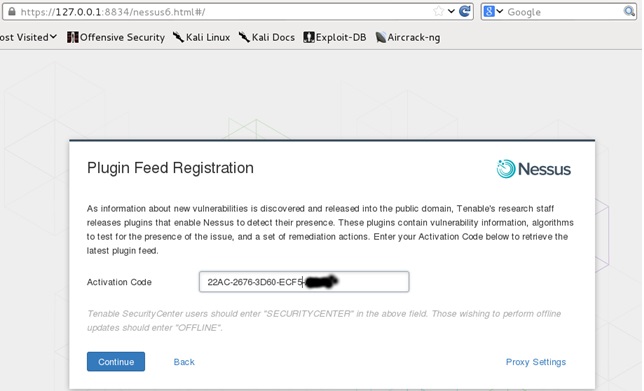 https://127.0.0.1:8834/nessus6.html#/
Google
ost Visited Offensive Security Kali Linux Kali Docs Exploit-DB Aircrack-ng
Plugin Feed Registration
Nessus
As information about new vulnerabilities is discovered and released into the public domain, Tenable's research staff
releases plugins that enable Nessus to detect their presence. These plugins contain vulnerability information, algorithms
to test for the presence of the issue, and a set of remediation actions. Enter your Activation Code below to retrieve the
latest plugin feed.
Activation Code 22AC-2676-3D60-ECF5-
Tenable SecurityCenter users should enter "SECURITYCENTER" in the above field. Those wishing to perform offline
updates should enter "OFFLINE".
Continue Back Proxy Settings